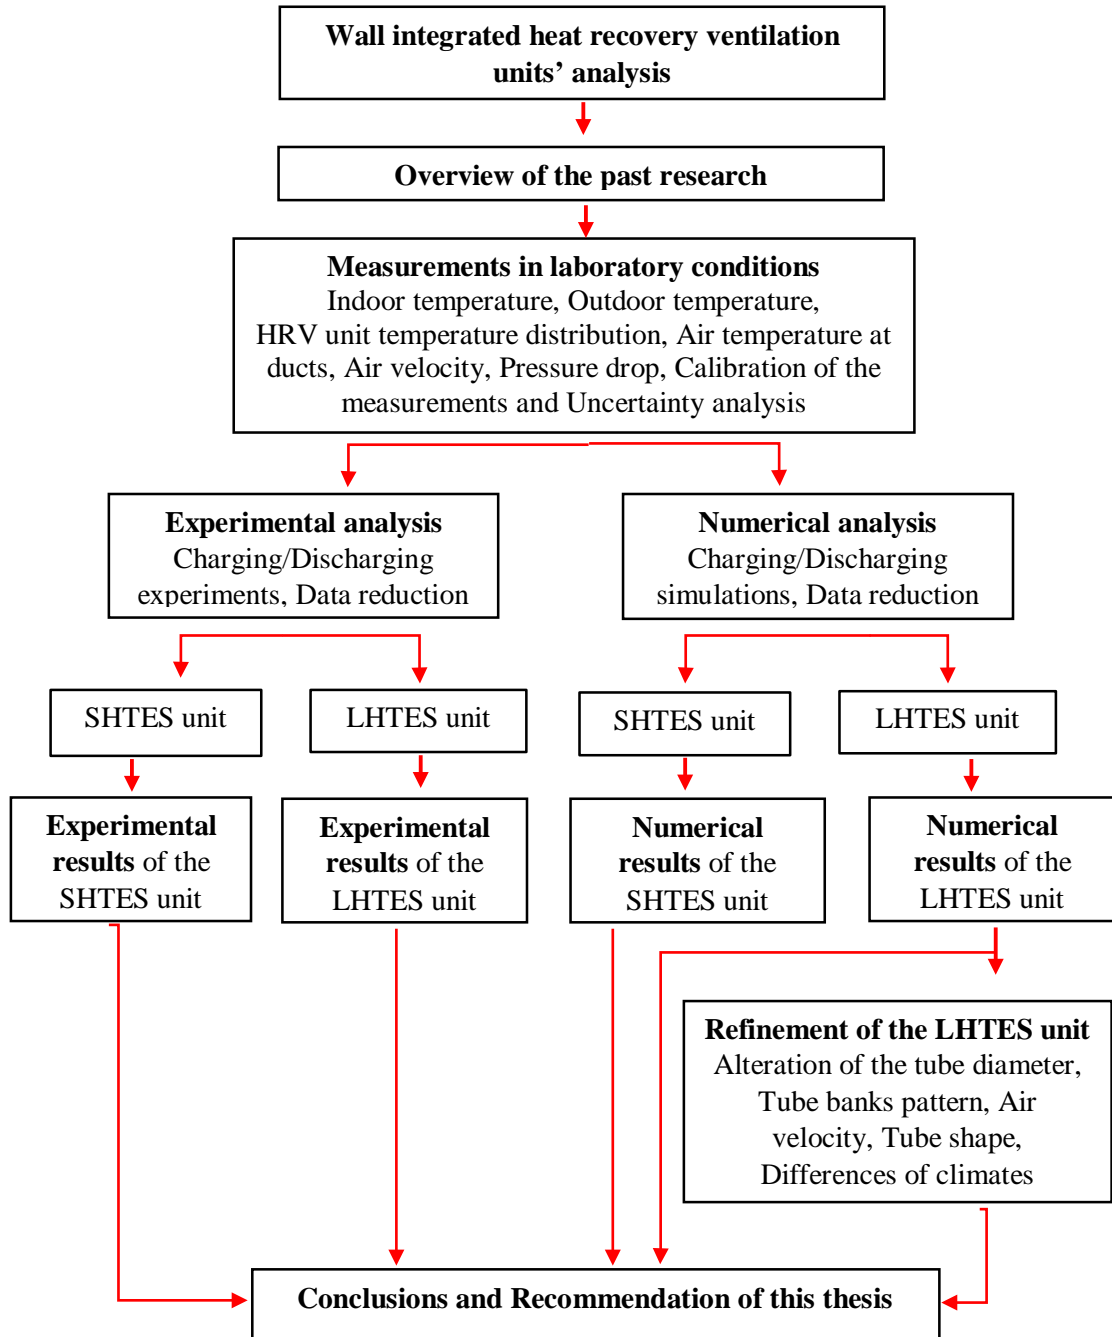 Wall integrated heat recovery ventilation
units’ analysis
Overview of the past research
Measurements in laboratory conditions
Indoor temperature, Outdoor temperature,
HRV unit temperature distribution, Air temperature at
ducts, Air velocity, Pressure drop, Calibration of the
measurements and Uncertainty analysis
Experimental analysis
Charging/Discharging
experiments, Data reduction
Numerical analysis
Charging/Discharging
simulations, Data reduction
SHTES unit
LHTES unit
SHTES unit
LHTES unit
Experimental
results of the
SHTES unit
Experimental
results of the
LHTES unit
Numerical
results of the
SHTES unit
Numerical
results of the
LHTES unit
Refinement of the LHTES unit
Alteration of the tube diameter,
Tube banks pattern, Air
velocity, Tube shape,
Differences of climates
Conclusions and Recommendation of this thesis